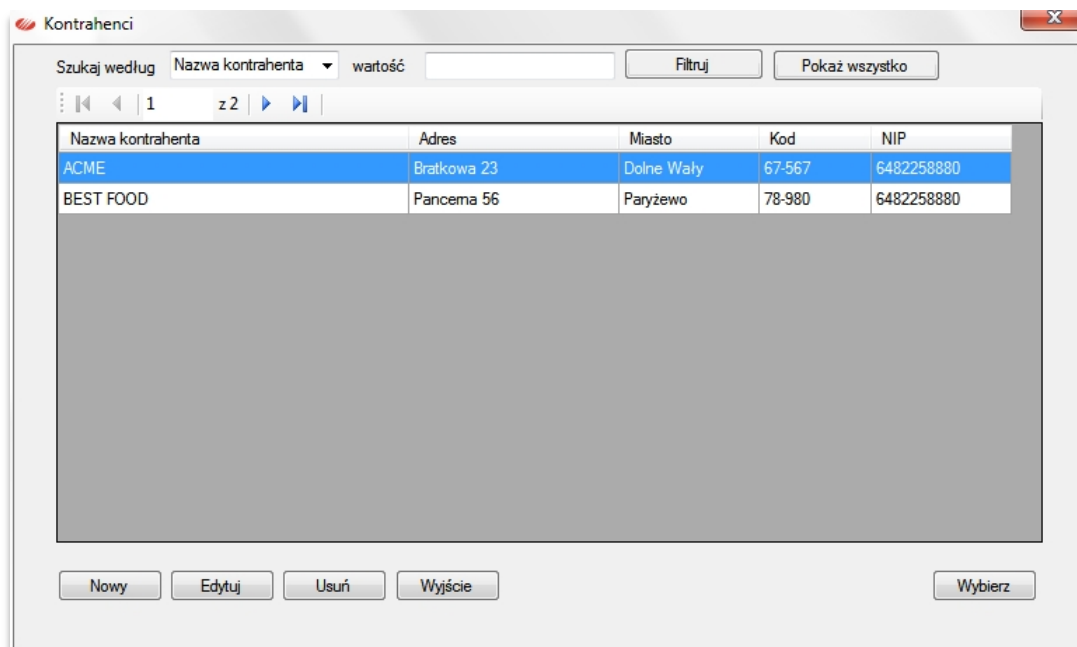 Kontrahenci
Szukaj według Nazwa kontrahenta wartość Filtruj Pokaż wszystko
1 z 2
Nazwa kontrahenta Adres Miasto Kod NIP
ACME Bratkowa 23 Dolne Wały 67-567 6482258880
BEST FOOD Pancerna 56 Paryżewo 78-980 6482258880
Nowy Edytuj Usuń Wyjście Wybierz